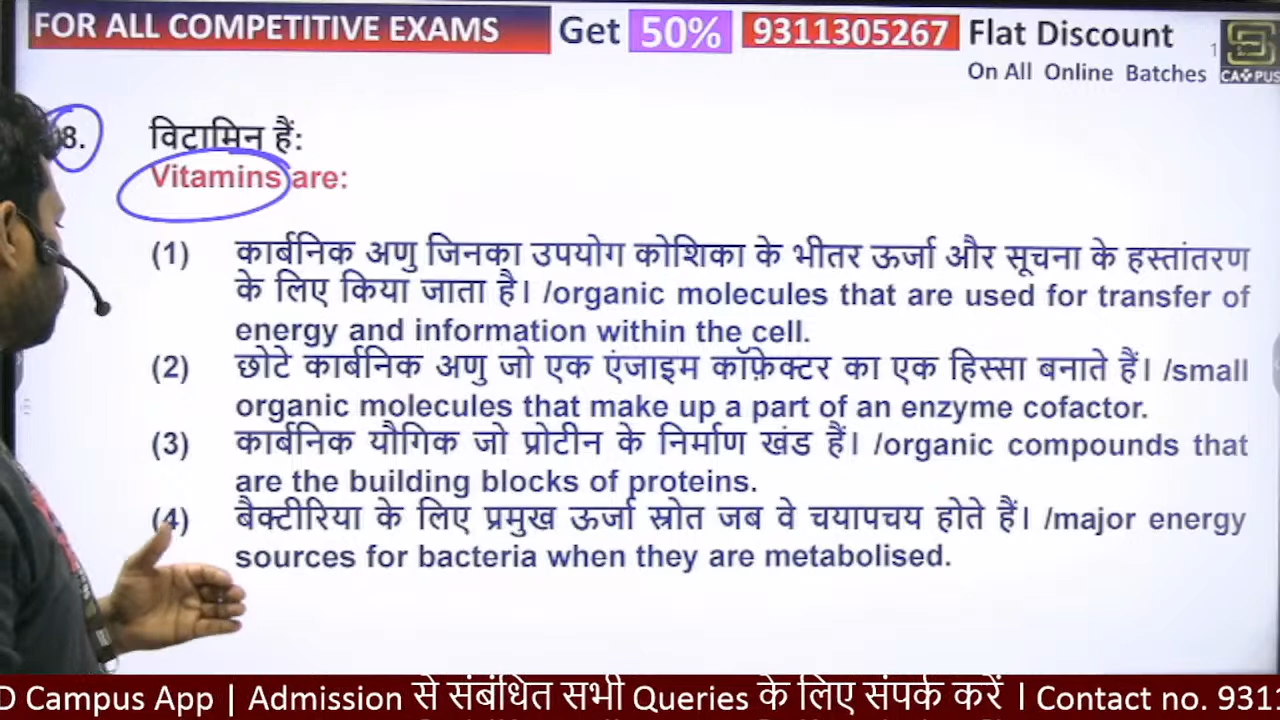 FOR ALL COMPETITIVE EXAMS Get 50% 9311305267 Flat Discount
On All Online Batches
CAMPUS
8. विटामिन हैं:
Vitamins are:
(1) कार्बनिक अणु जिनका उपयोग कोशिका के भीतर ऊर्जा और सूचना के हस्तांतरण
के लिए किया जाता है। /organic molecules that are used for transfer of
energy and information within the cell.
(2) छोटे कार्बनिक अणु जो एक एंजाइम कॉफ़ेक्टर का एक हिस्सा बनाते हैं। /small
organic molecules that make up a part of an enzyme cofactor.
(3) कार्बनिक यौगिक जो प्रोटीन के निर्माण खंड हैं। /organic compounds that
are the building blocks of proteins.
(4) बैक्टीरिया के लिए प्रमुख ऊर्जा स्रोत जब वे चयापचय होते हैं। /major energy
sources for bacteria when they are metabolised.
D Campus App | Admission से संबंधित सभी Queries के लिए संपर्क करें । Contact no. 931